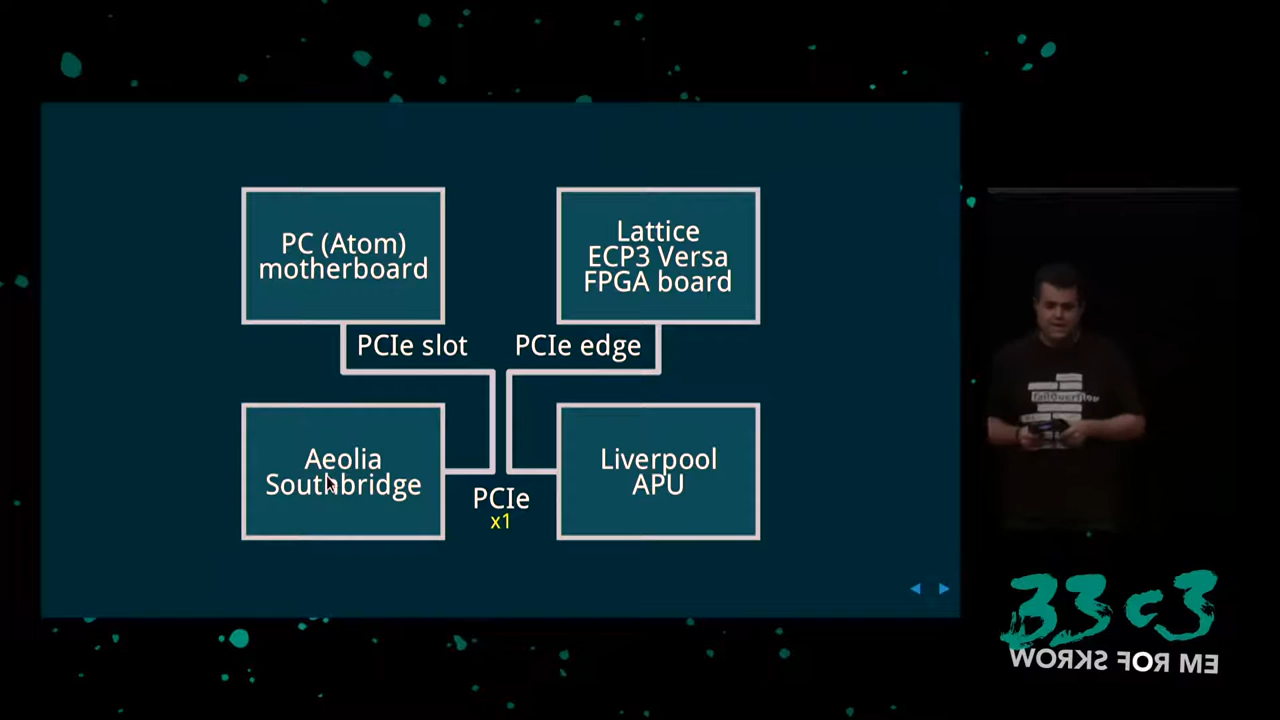 PC (Atom)
motherboard
Lattice
ECP3 Versa
FPGA board
PCIe slot
PCIe edge
Aeolia
Southbridge
Liverpool
APU
PCIe
x1
fail0verflow
33c3
WORKS FOR ME